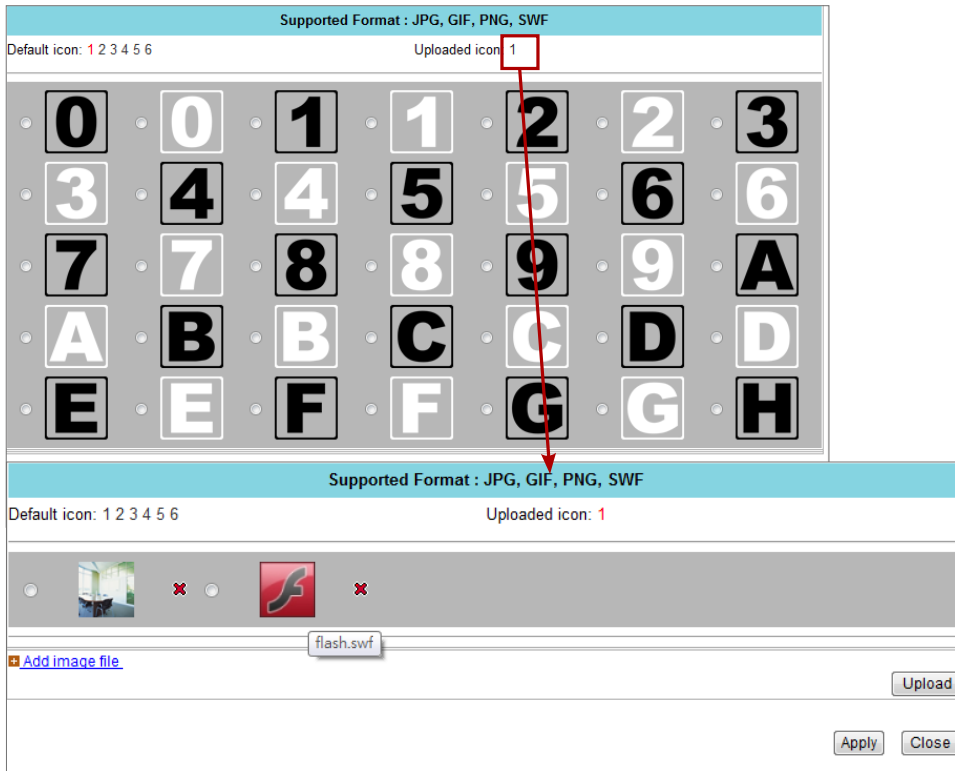 Supported Format : JPG, GIF, PNG, SWF
Default icon: 1 2 3 4 5 6 Uploaded icon: 1
0 0 1 1 2 2 3
3 4 4 5 5 6 6
7 7 8 8 9 9 A
A B B C C D D
E E F F G G H
Supported Format : JPG, GIF, PNG, SWF
Default icon: 1 2 3 4 5 6 Uploaded icon: 1
flash.swf
Add image file
Upload
Apply Close